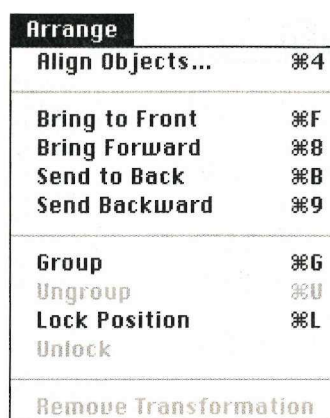 Arrange
Align Objects... ⌘4
Bring to Front ⌘F
Bring Forward ⌘8
Send to Back ⌘B
Send Backward ⌘9
Group ⌘G
Ungroup ⌘U
Lock Position ⌘L
Unlock
Remove Transformation